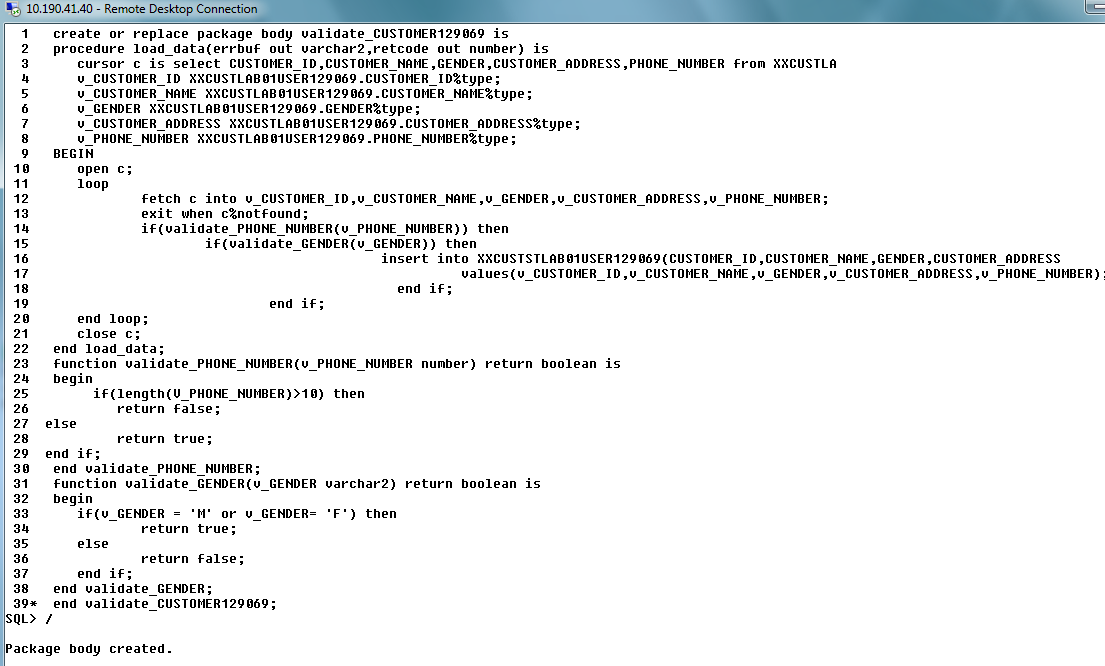 10.190.41.40 - Remote Desktop Connection
1 create or replace package body validate_CUSTOMER129069 is
2 procedure load_data(errbuf out varchar2,retcode out number) is
3 cursor c is select CUSTOMER_ID,CUSTOMER_NAME,GENDER,CUSTOMER_ADDRESS,PHONE_NUMBER from XXCUSTLA
4 v_CUSTOMER_ID XXCUSTLAB01USER129069.CUSTOMER_ID%type;
5 v_CUSTOMER_NAME XXCUSTLAB01USER129069.CUSTOMER_NAME%type;
6 v_GENDER XXCUSTLAB01USER129069.GENDER%type;
7 v_CUSTOMER_ADDRESS XXCUSTLAB01USER129069.CUSTOMER_ADDRESS%type;
8 v_PHONE_NUMBER XXCUSTLAB01USER129069.PHONE_NUMBER%type;
9 BEGIN
10 open c;
11 loop
12 fetch c into v_CUSTOMER_ID,v_CUSTOMER_NAME,v_GENDER,v_CUSTOMER_ADDRESS,v_PHONE_NUMBER;
13 exit when c%notfound;
14 if(validate_PHONE_NUMBER(v_PHONE_NUMBER)) then
15 if(validate_GENDER(v_GENDER)) then
16 insert into XXCUSTSTLAB01USER129069(CUSTOMER_ID,CUSTOMER_NAME,GENDER,CUSTOMER_ADDRESS
17 values(v_CUSTOMER_ID,v_CUSTOMER_NAME,v_GENDER,v_CUSTOMER_ADDRESS,v_PHONE_NUMBER);
18 end if;
19 end if;
20 end loop;
21 close c;
22 end load_data;
23 function validate_PHONE_NUMBER(v_PHONE_NUMBER number) return boolean is
24 begin
25 if(length(V_PHONE_NUMBER)>10) then
26 return false;
27 else
28 return true;
29 end if;
30 end validate_PHONE_NUMBER;
31 function validate_GENDER(v_GENDER varchar2) return boolean is
32 begin
33 if(v_GENDER = 'M' or v_GENDER= 'F') then
34 return true;
35 else
36 return false;
37 end if;
38 end validate_GENDER;
39* end validate_CUSTOMER129069;
SQL> /
Package body created.